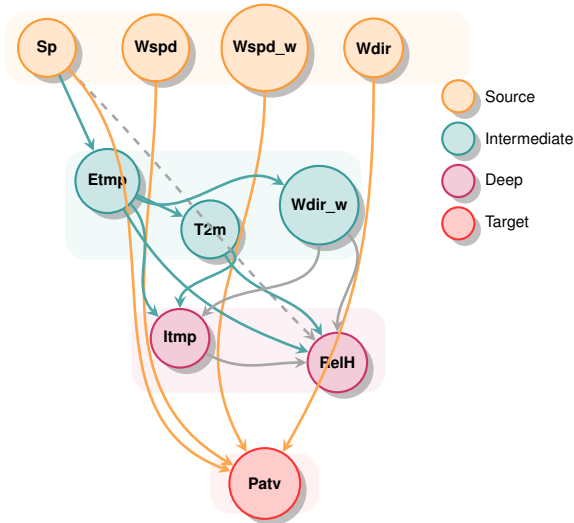 Sp
Wspd
Wspd_w
Wdir
Source
Intermediate
Deep
Target
Etmp
T2m
Wdir_w
Itmp
RelH
Patv